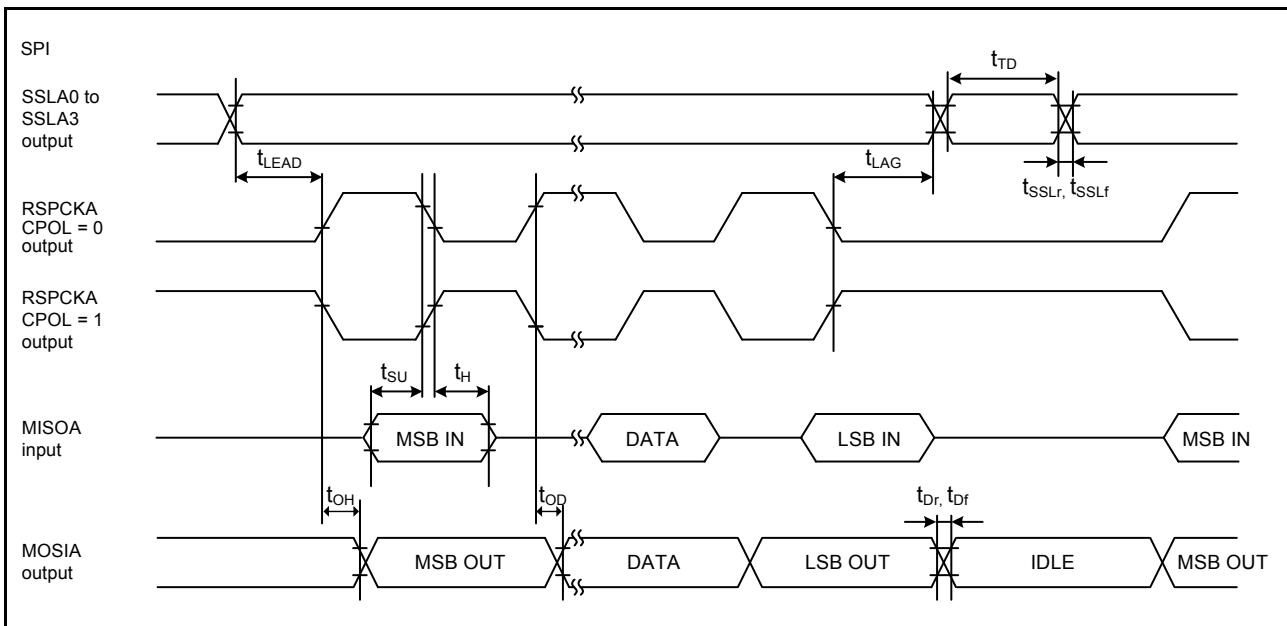 SPI
SSLA0 to
SSLA3
output
tTD
tLEAD
tLAG
tSSLr, tSSLf
RSPCKA
CPOL = 0
output
RSPCKA
CPOL = 1
output
tSU
tH
MISOA
input
MSB IN
DATA
LSB IN
MSB IN
tOH
tOD
tDr, tDf
MOSIA
output
MSB OUT
DATA
LSB OUT
IDLE
MSB OUT